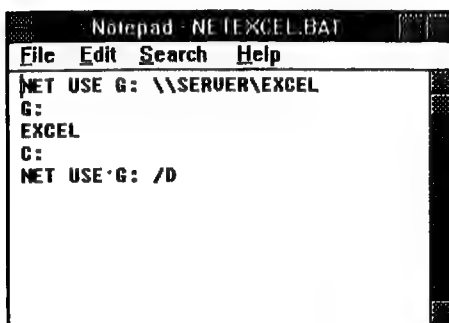 Notepad - NETEXCEL.BAT
File Edit Search Help
NET USE G: \\SERVER\EXCEL
G:
EXCEL
C:
NET USE G: /D